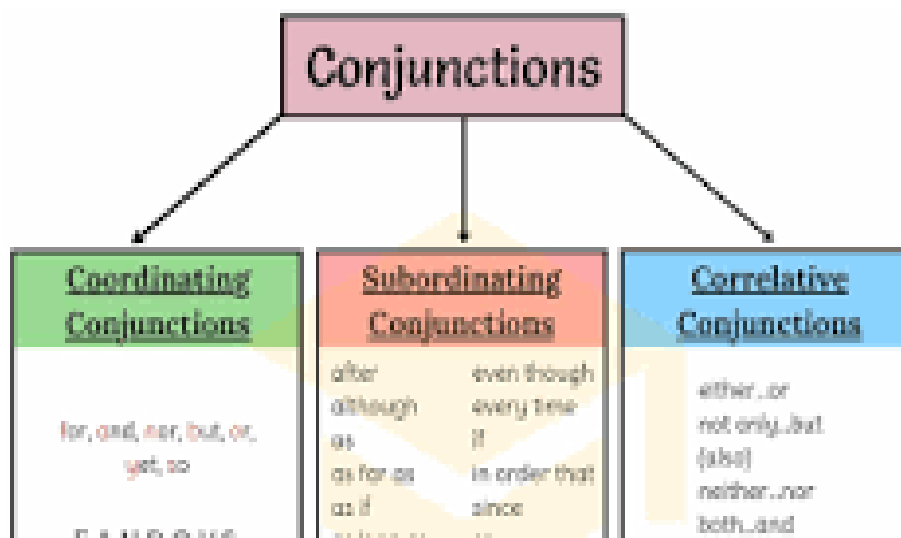 Conjunctions
Coordinating
Conjunctions
for, and, nor, but, or,
yet, so
F A N B O Y S
Subordinating
Conjunctions
after
although
as
as far as
as if
even though
every time
if
in order that
since
Correlative
Conjunctions
either...or
not only...but
(also)
neither...nor
both...and